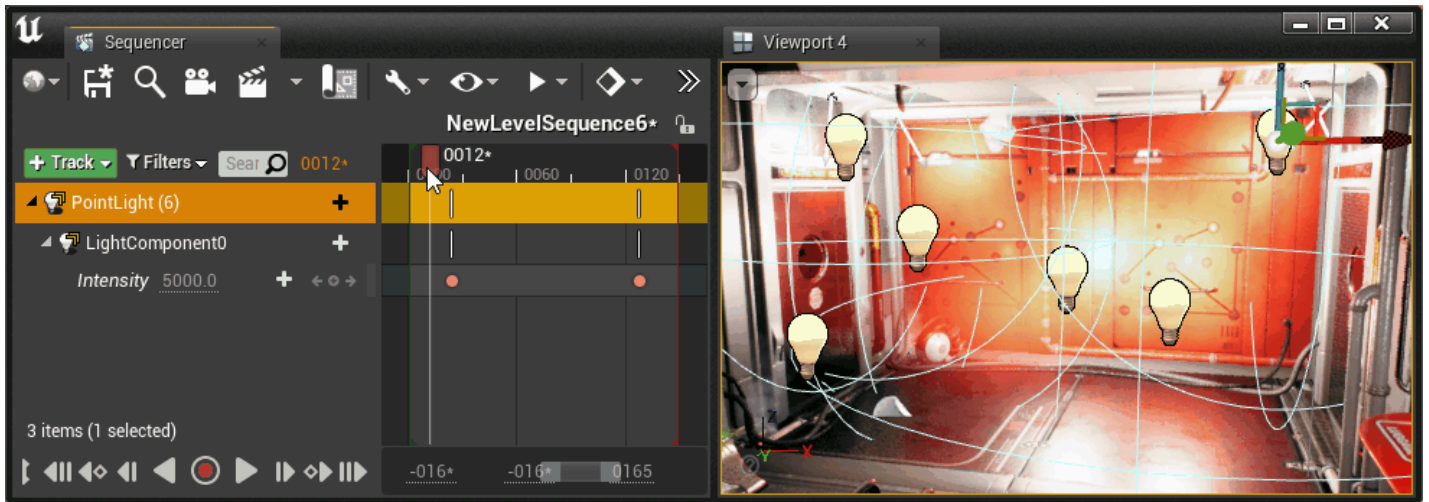 Sequencer
Viewport 4
NewLevelSequence6*
+ Track
Filters
Sear
0012*
0012*
0060
0120
PointLight (6)
LightComponent0
Intensity 5000.0
3 items (1 selected)
-016*
-016*
0165
Z
Y
X